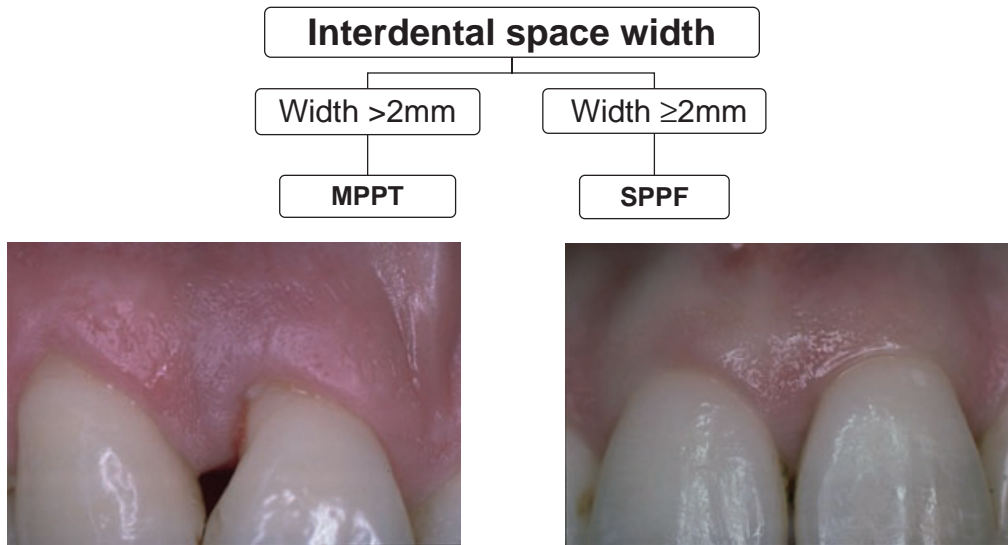 Interdental space width
Width >2mm
Width ≥2mm
MPPT
SPPF